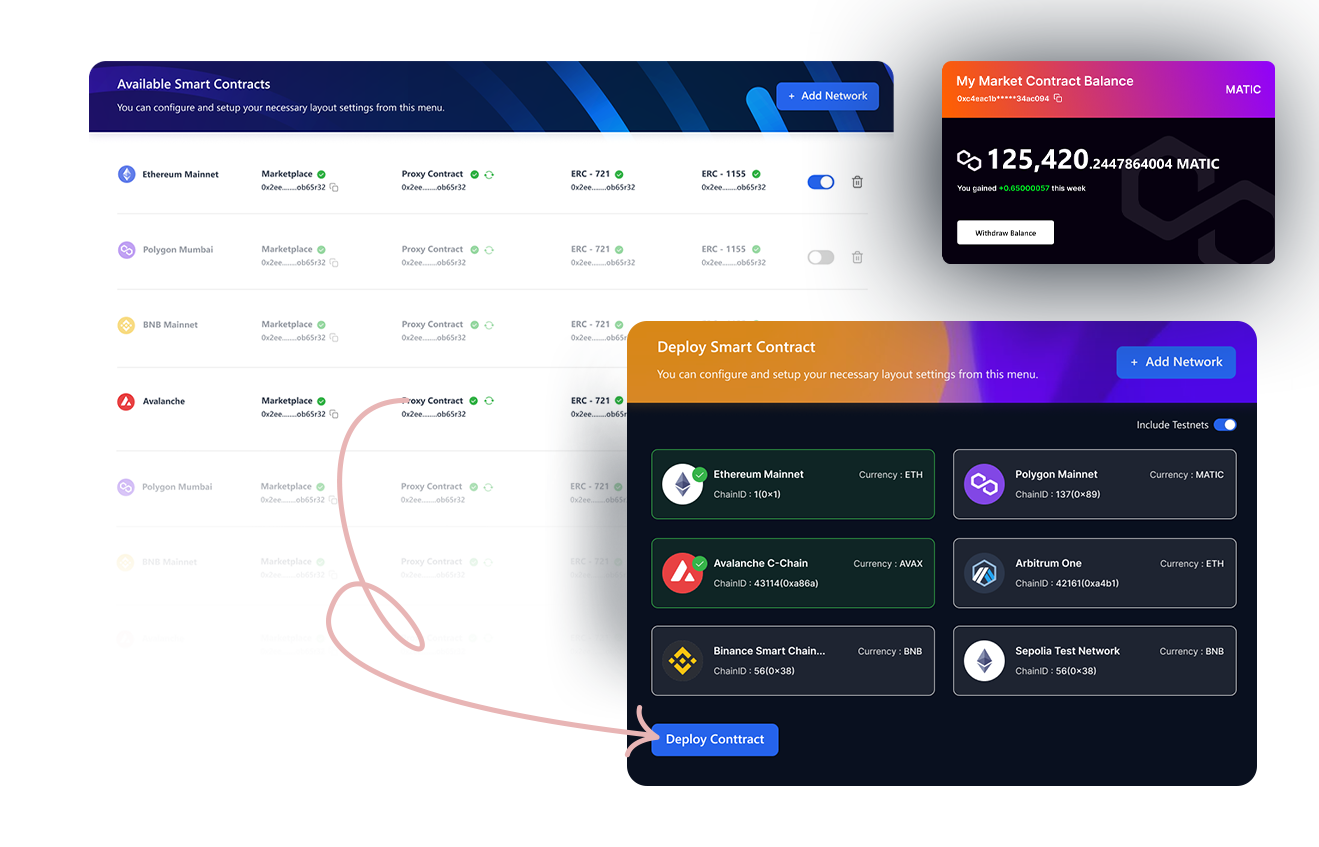 Available Smart Contracts
You can configure and setup your necessary layout settings from this menu.
+ Add Network
Ethereum Mainnet
Marketplace
0x2ee.......ob65r32
Proxy Contract
0x2ee.......ob65r32
ERC - 721
0x2ee.......ob65r32
ERC - 1155
0x2ee.......ob65r32
Polygon Mumbai
Marketplace
0x2ee.......ob65r32
Proxy Contract
0x2ee.......ob65r32
ERC - 721
0x2ee.......ob65r32
ERC - 1155
0x2ee.......ob65r32
BNB Mainnet
Marketplace
0x2ee.......ob65r32
Proxy Contract
0x2ee.......ob65r32
ERC - 721
0x2ee.......ob65r
Avalanche
Marketplace
0x2ee.......ob65r32
Proxy Contract
0x2ee.......ob65r32
ERC - 721
0x2ee.......ob65r
Polygon Mumbai
Marketplace
0x2ee.......ob65r32
Proxy Contract
0x2ee.......ob65r32
ERC - 721
0x2ee.......ob65r
BNB Mainnet
Marketplace
0x2ee.......ob65r32
Proxy Contract
0x2ee.......ob65r32
ERC - 721
My Market Contract Balance
0xc4eac1b*****34ac094
MATIC
125,420.2447864004 MATIC
You gained +0.65000057 this week
Withdraw Balance
Deploy Smart Contract
You can configure and setup your necessary layout settings from this menu.
+ Add Network
Include Testnets
Ethereum Mainnet
Currency : ETH
ChainID : 1(0×1)
Polygon Mainnet
Currency : MATIC
ChainID : 137(0×89)
Avalanche C-Chain
Currency : AVAX
ChainID : 43114(0xa86a)
Arbitrum One
Currency : ETH
ChainID : 42161(0xa4b1)
Binance Smart Chain...
Currency : BNB
ChainID : 56(0×38)
Sepolia Test Network
Currency : BNB
ChainID : 56(0×38)
Deploy Conttract